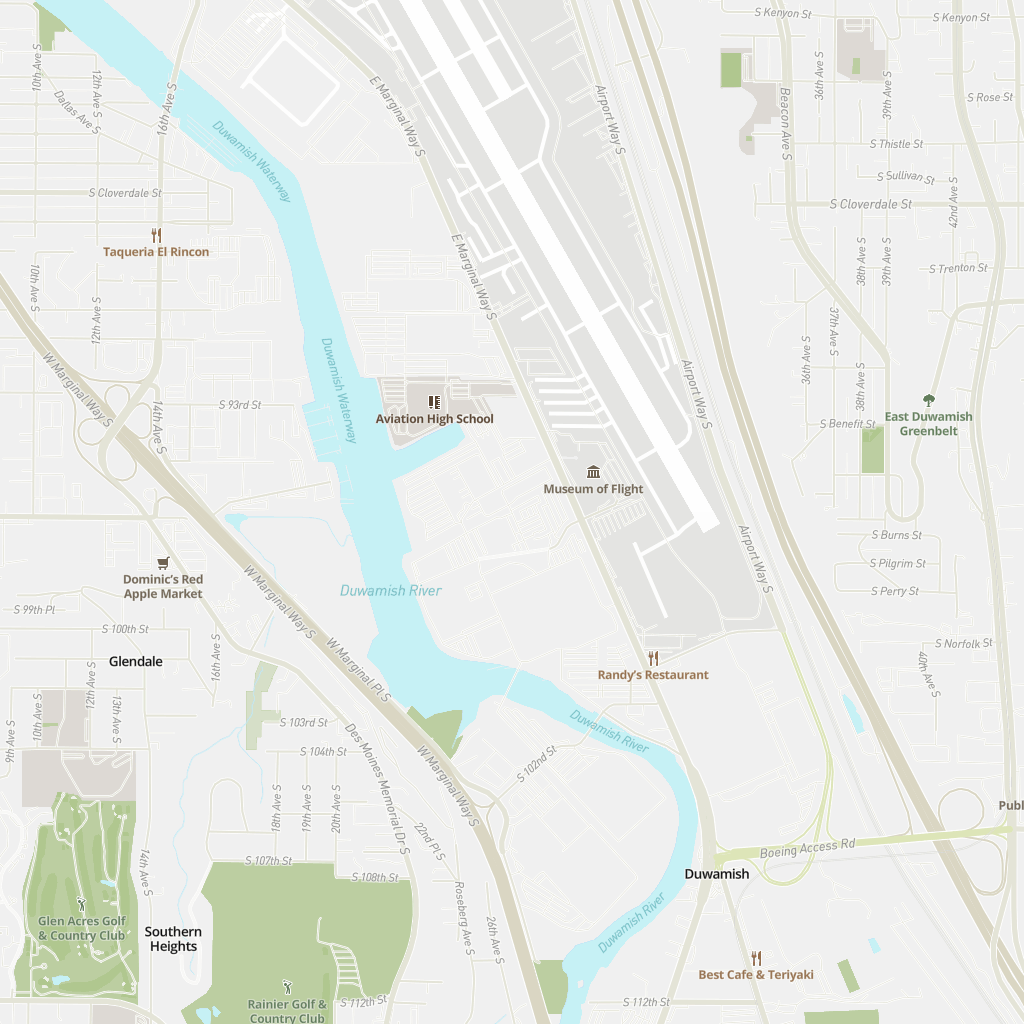 S Kenyon St
S Kenyon St
10th Ave S
12th Ave S
Dallas Ave S
16th Ave S
E Marginal Way S
Airport Way S
36th Ave S
39th Ave S
S Rose St
Beacon Ave S
S Thistle St
S Sullivan St
Duwamish Waterway
S Cloverdale St
S Cloverdale St
42nd Ave S
Taqueria El Rincon
10th Ave S
12th Ave S
E Marginal Way S
38th Ave S
39th Ave S
S Trenton St
37th Ave S
36th Ave S
38th Ave S
W Marginal Way S
Duwamish Waterway
Airport Way S
S 93rd St
14th Ave S
Aviation High School
East Duwamish
Greenbelt
S Benefit St
Museum of Flight
Airport Way S
S Burns St
S Pilgrim St
S Perry St
Dominic's Red
Apple Market
Duwamish River
W Marginal Way S
S 99th Pl
S 100th St
16th Ave S
Glendale
W Marginal Pl S
S Norfolk St
40th Ave S
Randy's Restaurant
9th Ave S
10th Ave S
12th Ave S
13th Ave S
S 103rd St
S 104th St
Des Moines Memorial Dr S
W Marginal Way S
S 102nd St
Duwamish River
18th Ave S
19th Ave S
20th Ave S
22nd Pl S
Publ
Boeing Access Rd
14th Ave S
S 107th St
S 108th St
Roseberg Ave S
26th Ave S
Duwamish
Duwamish River
Glen Acres Golf
& Country Club
Southern
Heights
Best Cafe & Teriyaki
Rainier Golf &
Country Club
S 112th St
S 112th St